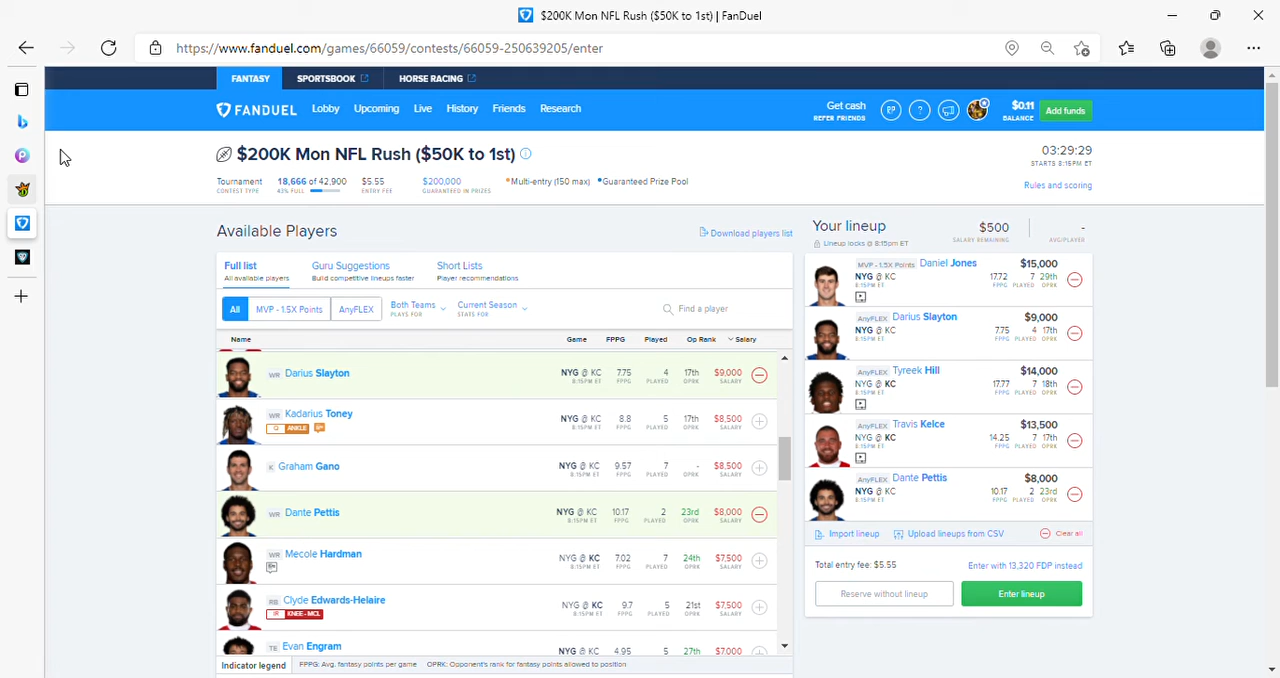 $200K Mon NFL Rush ($50K to 1st) | FanDuel
https://www.fanduel.com/games/66059/contests/66059-250639205/enter
FANTASY SPORTSBOOK HORSE RACING
FANDUEL Lobby Upcoming Live History Friends Research
Get cash
REFER FRIENDS
?
$0.11
BALANCE
Add funds
$200K Mon NFL Rush ($50K to 1st)
03:29:29
STARTS 8:15PM ET
Tournament 18,666 of 42,900 $5.55 $200,000 *Multi-entry (150 max) •Guaranteed Prize Pool
CONTEST TYPE 43% FULL ENTRY FEE GUARANTEED IN PRIZES
Rules and scoring
Available Players
Download players list
Full list Guru Suggestions Short Lists
All available players Build competitive lineups faster Player recommendations
All MVP - 1.5X Points AnyFLEX
Both Teams Current Season
PLAYS FOR STATS FOR
Find a player
Name Game FPPG Played Op Rank Salary
WR Darius Slayton NYG @ KC 7.75 4 17th $9,000
8:15PM ET FPPG PLAYED OPRK SALARY
WR Kadarius Toney NYG @ KC 8.8 5 17th $8,500
Q ANKLE 8:15PM ET FPPG PLAYED OPRK SALARY
K Graham Gano NYG @ KC 9.57 7 - $8,500
8:15PM ET FPPG PLAYED OPRK SALARY
WR Dante Pettis NYG @ KC 10.17 2 23rd $8,000
8:15PM ET FPPG PLAYED OPRK SALARY
WR Mecole Hardman NYG @ KC 7.02 7 24th $7,500
8:15PM ET FPPG PLAYED OPRK SALARY
RB Clyde Edwards-Helaire NYG @ KC 9.7 5 21st $7,500
IR KNEE - MCL 8:15PM ET FPPG PLAYED OPRK SALARY
TE Evan Engram NYG @ KC 4.95 5 27th $7,000
Indicator legend FPPG: Avg. fantasy points per game OPRK: Opponent's rank for fantasy points allowed to position
Your lineup
Lineup locks @ 8:15pm ET
$500
SALARY REMAINING
-
AVG/PLAYER
MVP - 1.5X Points Daniel Jones $15,000
NYG @ KC 17.72 7 29th
8:15PM ET FPPG PLAYED OPRK
AnyFLEX Darius Slayton $9,000
NYG @ KC 7.75 4 17th
8:15PM ET FPPG PLAYED OPRK
AnyFLEX Tyreek Hill $14,000
NYG @ KC 17.77 7 18th
8:15PM ET FPPG PLAYED OPRK
AnyFLEX Travis Kelce $13,500
NYG @ KC 14.25 7 17th
8:15PM ET FPPG PLAYED OPRK
AnyFLEX Dante Pettis $8,000
NYG @ KC 10.17 2 23rd
8:15PM ET FPPG PLAYED OPRK
Import lineup Upload lineups from CSV Clear all
Total entry fee: $5.55 Enter with 13,320 FDP instead
Reserve without lineup Enter lineup